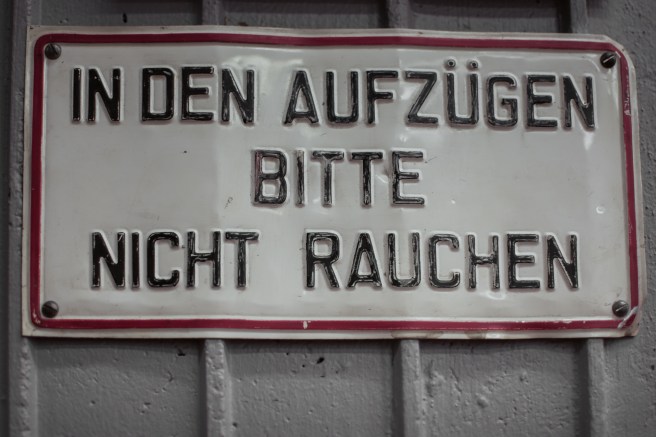 IN DEN AUFZÜGEN
BITTE
NICHT RAUCHEN